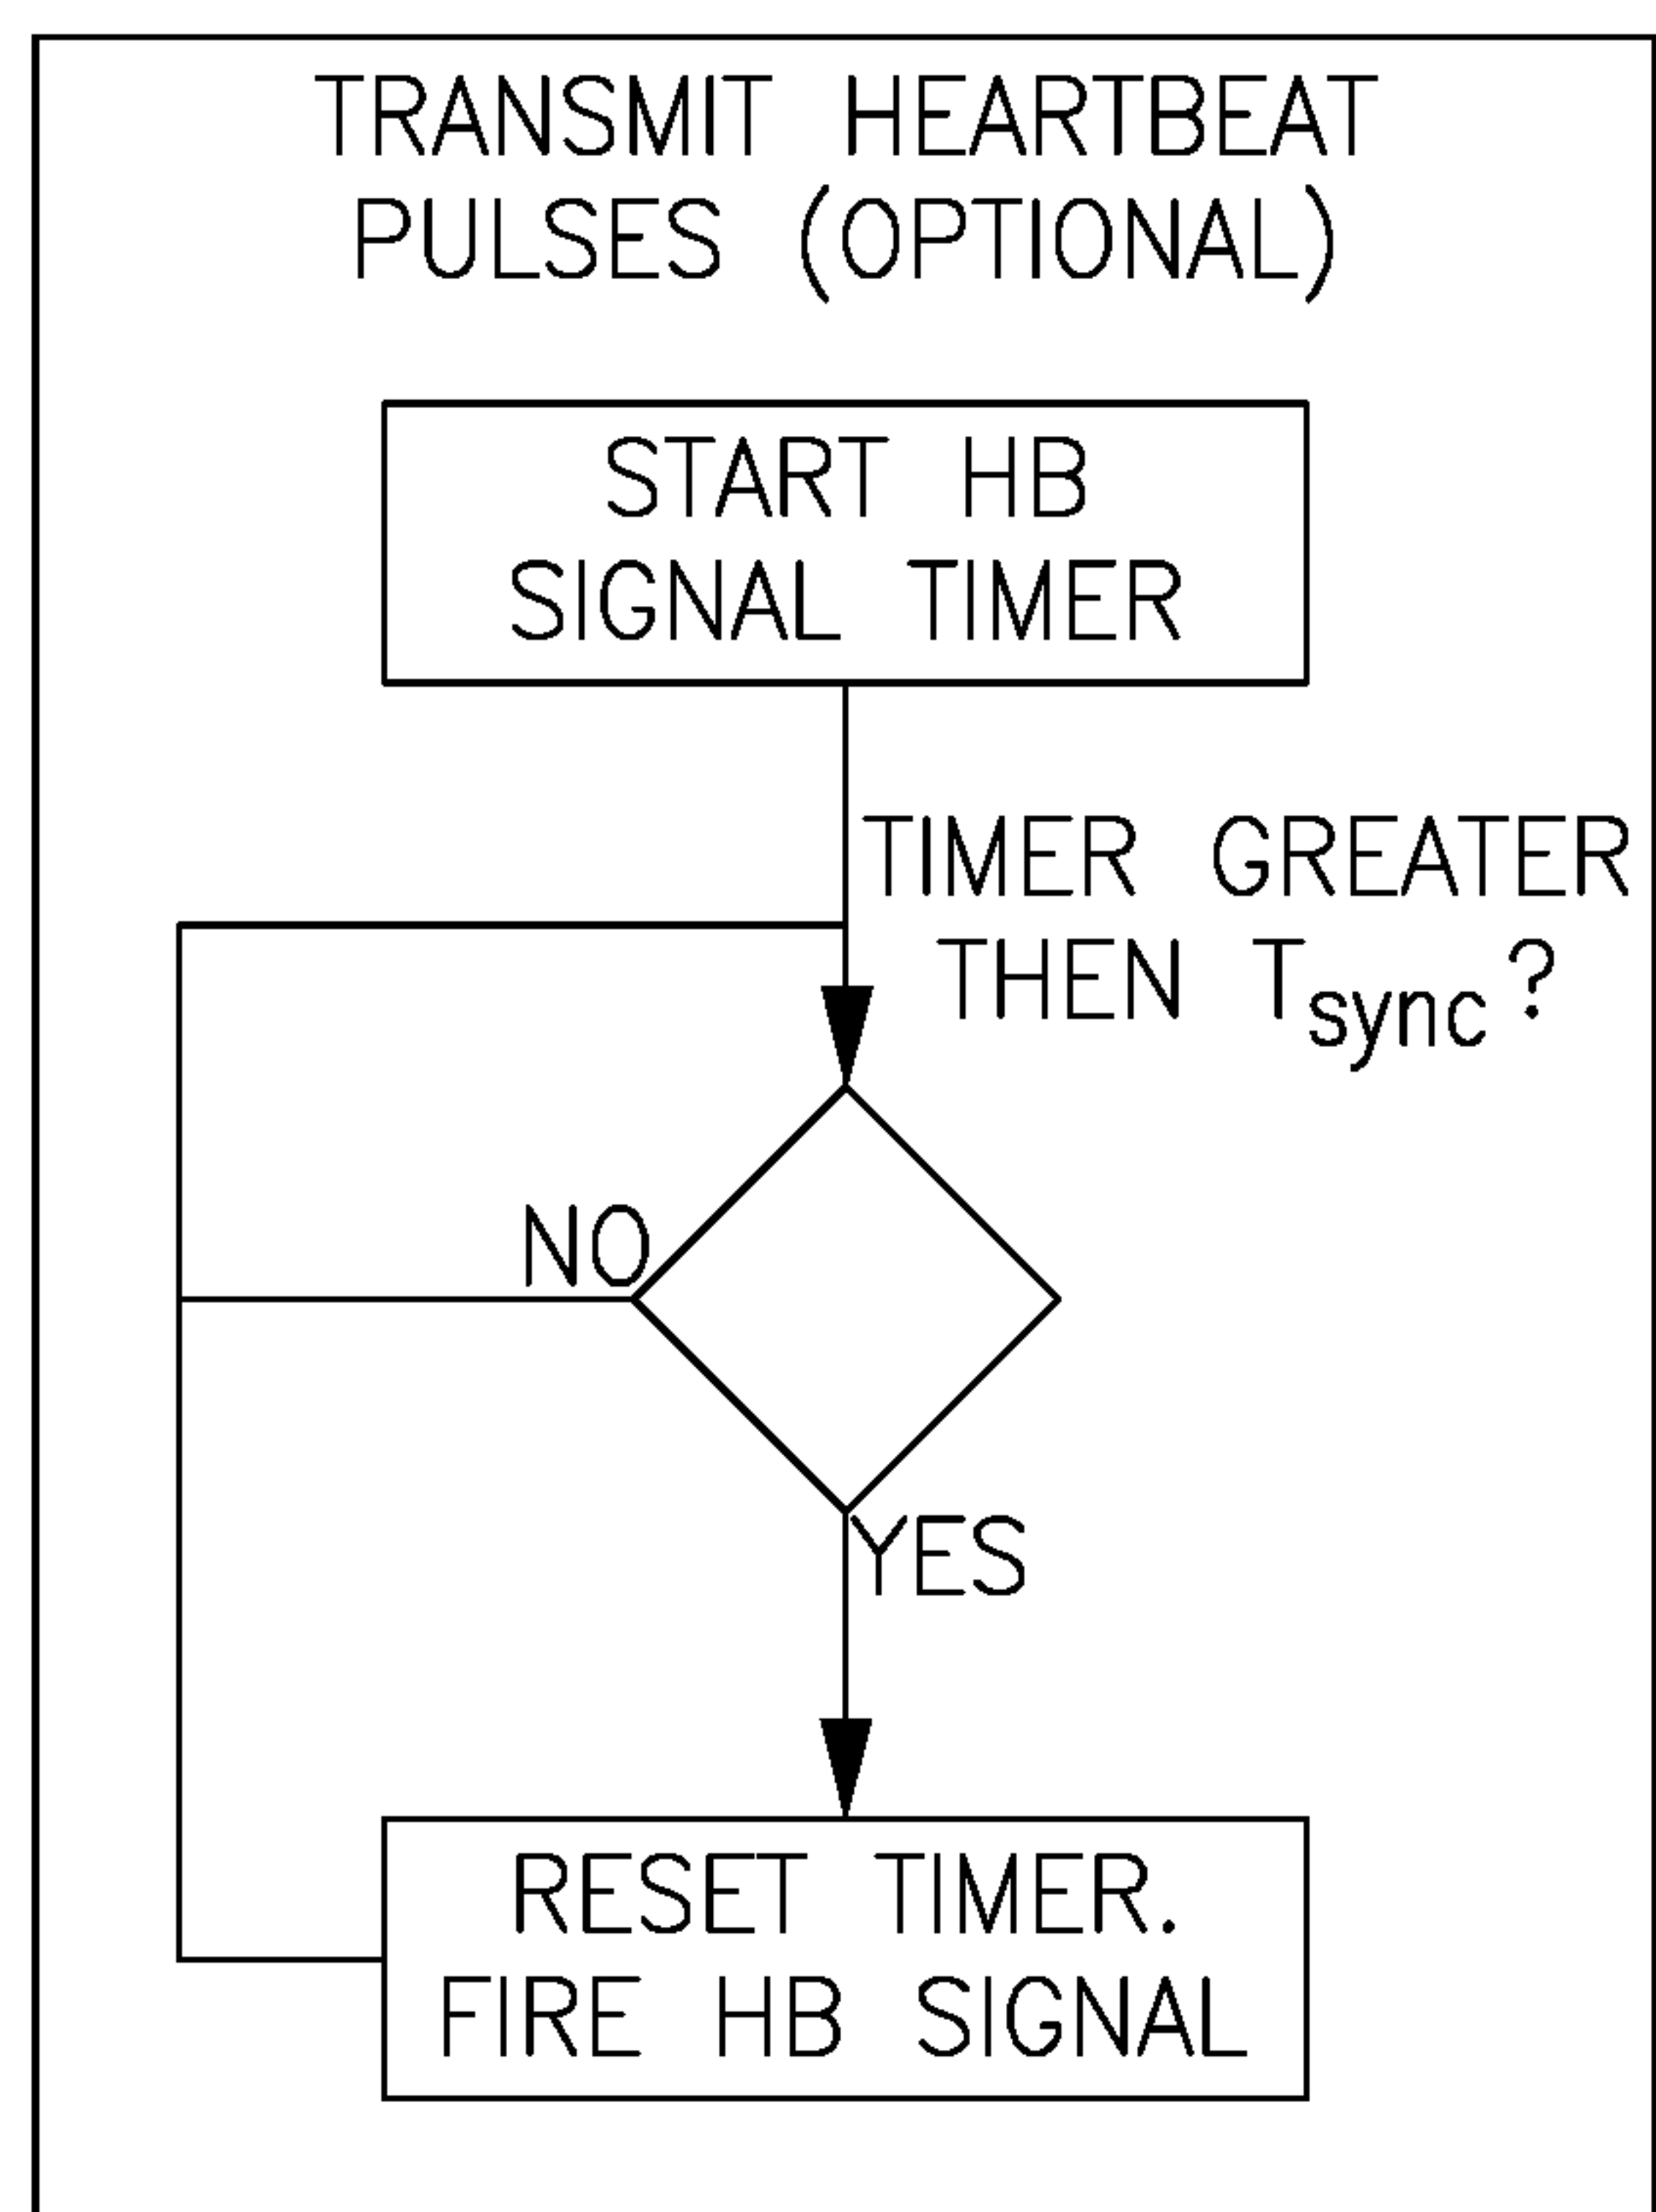 TRANSMIT HEARTBEAT
PULSES (OPTIONAL)
START HB
SIGNAL TIMER
TIMER GREATER
THEN Tsync?
NO
YES
RESET TIMER.
FIRE HB SIGNAL